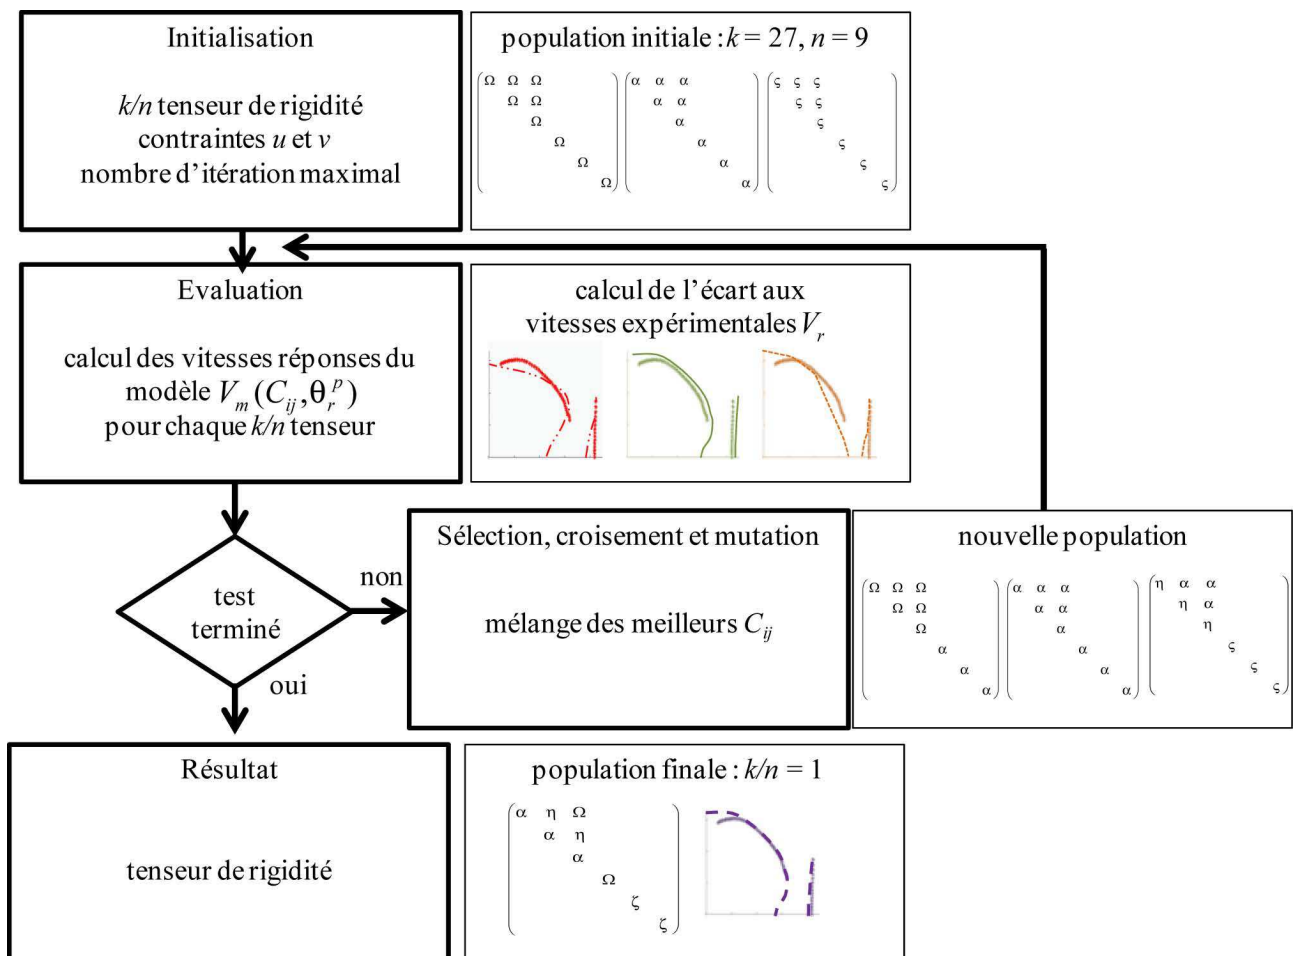 Initialisation
k/n tenseur de rigidité
contraintes u et v
nombre d'itération maximal
population initiale : k = 27, n = 9
Ω Ω Ω
Ω Ω
Ω
Ω
Ω
Ω
α α α
α α
α
α
α
α
ς ς ς
ς ς
ς
ς
ς
ς
Evaluation
calcul des vitesses réponses du
modèle V_m (C_ij, θ_r^p)
pour chaque k/n tenseur
calcul de l'écart aux
vitesses expérimentales V_r
test
terminé
non
oui
Sélection, croisement et mutation
mélange des meilleurs C_ij
nouvelle population
Ω Ω Ω
Ω Ω
Ω
α
α
α
α α α
α α
α
α
α
α
η α α
η α
η
ς
ς
ς
Résultat
tenseur de rigidité
population finale : k/n = 1
α η Ω
α η
α
Ω
ζ
ζ